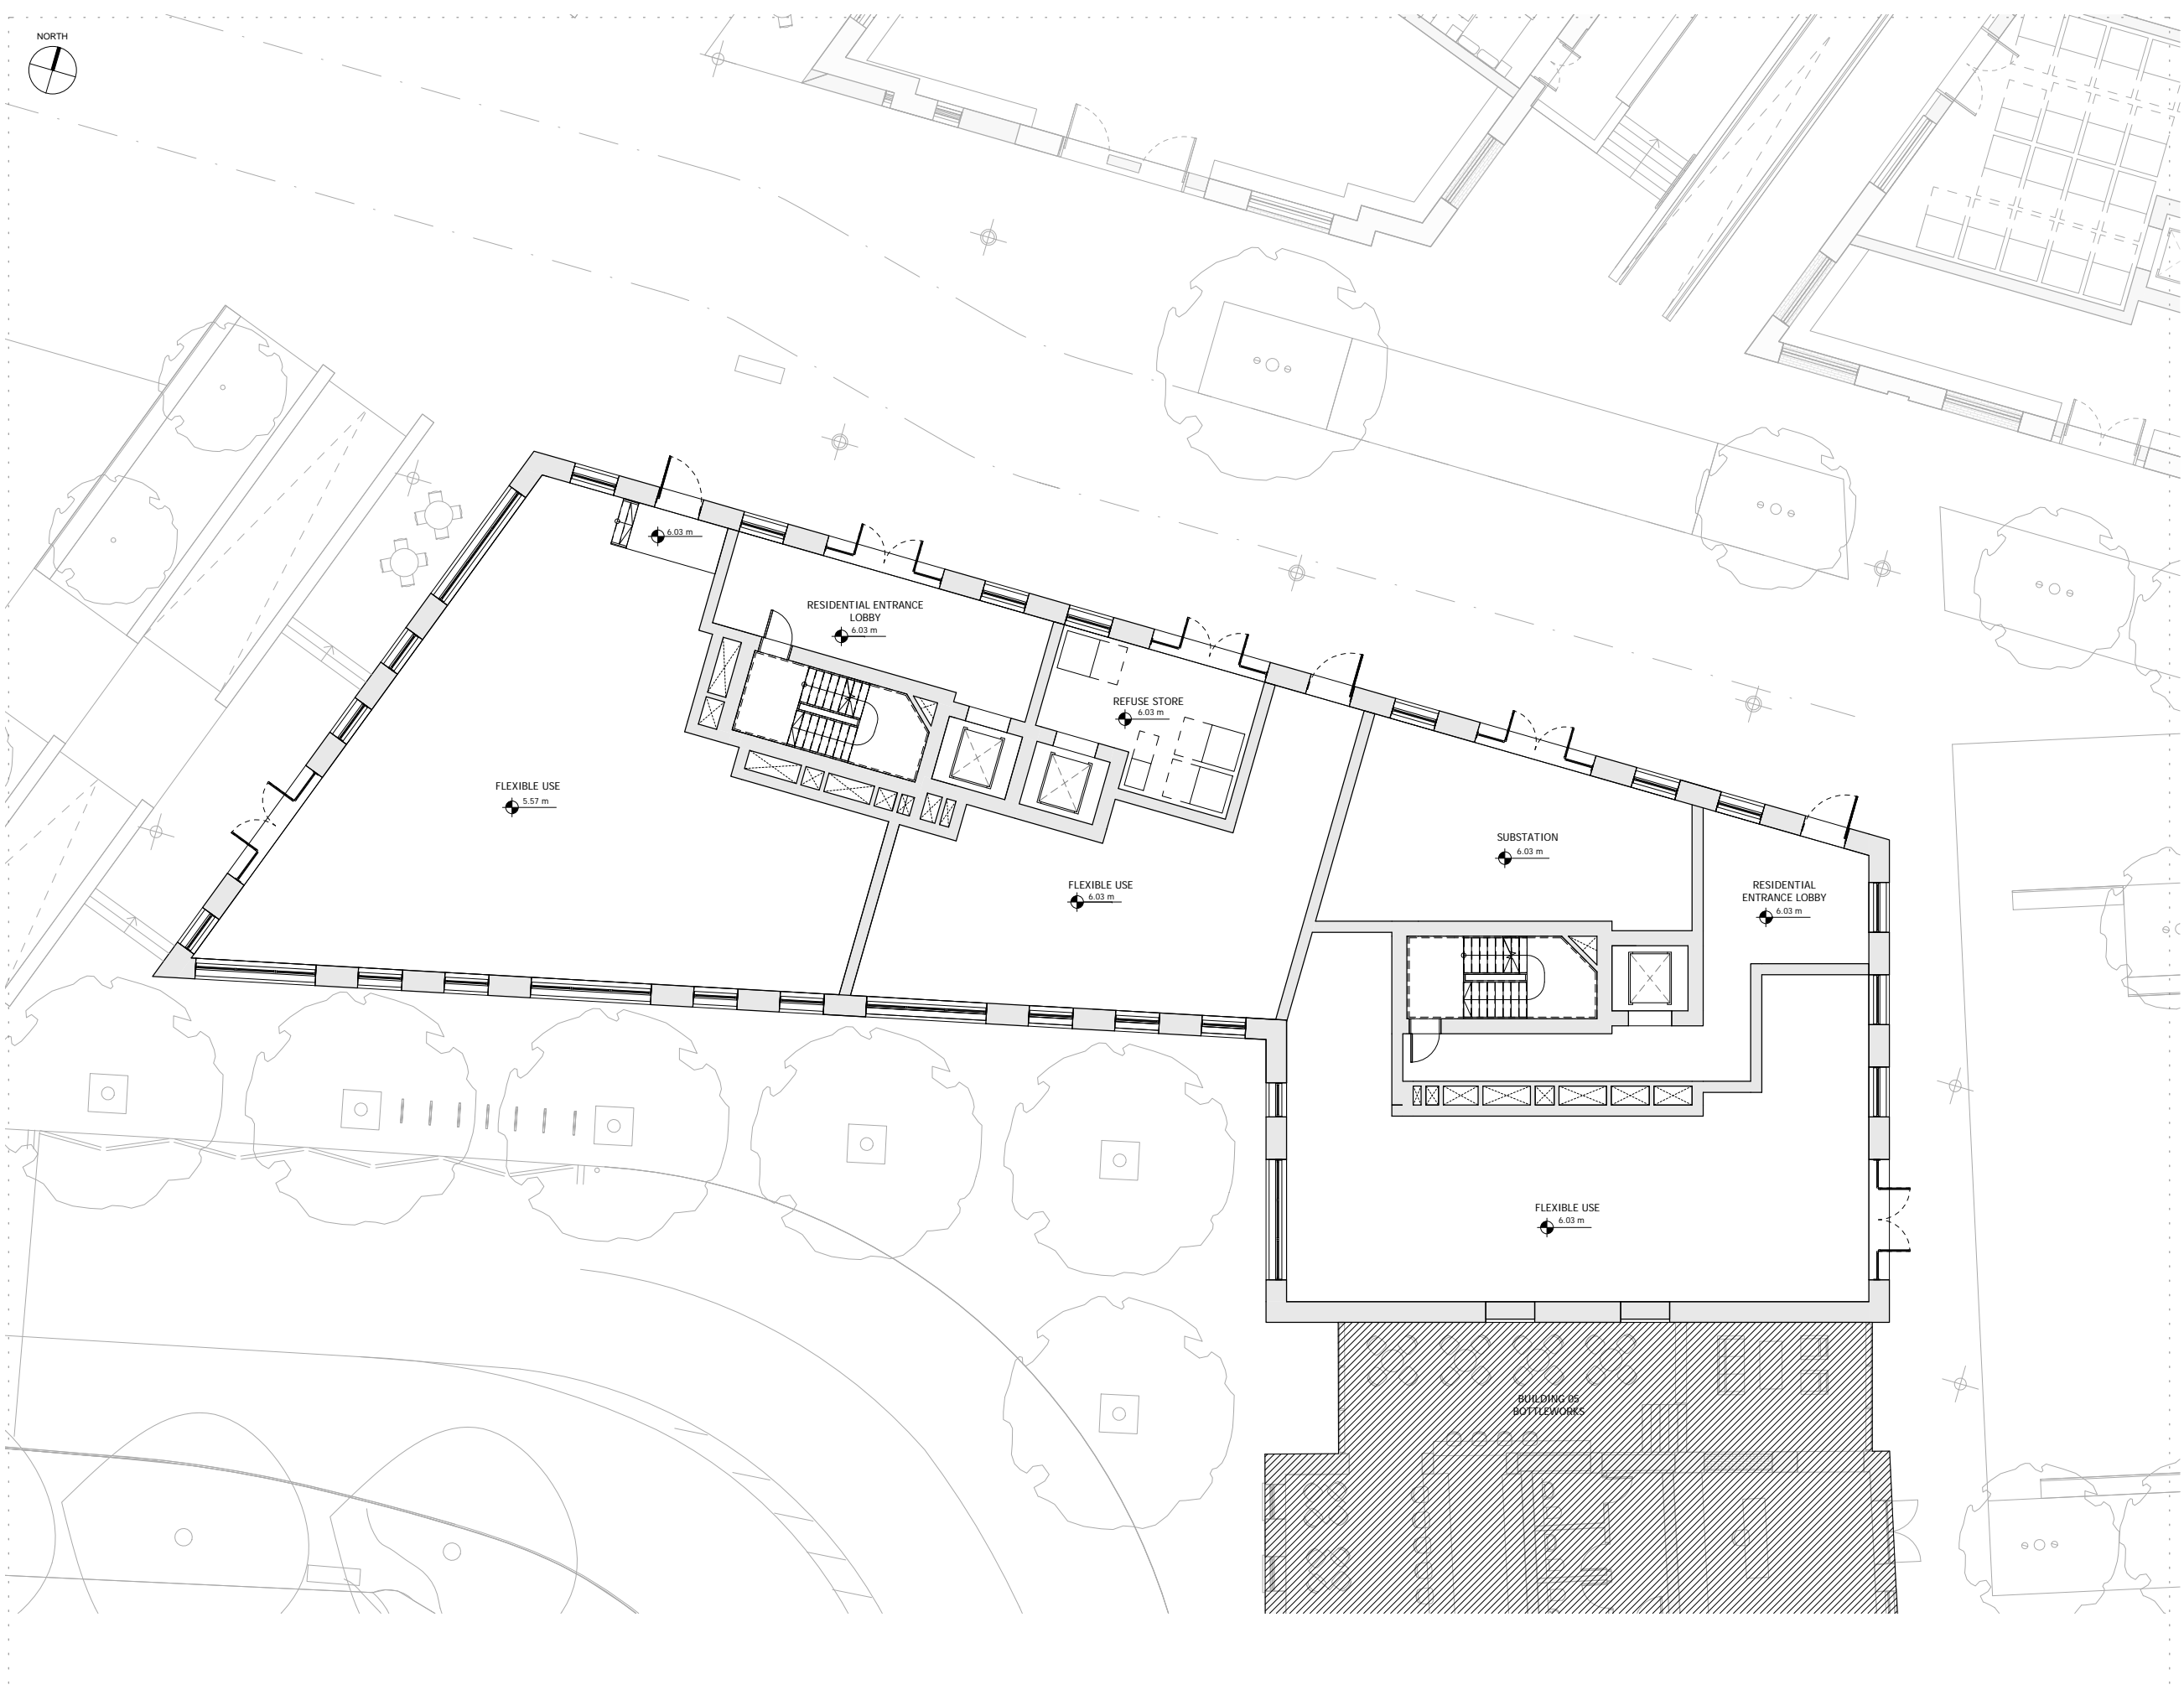 NORTH
6.03 m
RESIDENTIAL ENTRANCE
LOBBY
6.03 m
REFUSE STORE
6.03 m
FLEXIBLE USE
5.57 m
SUBSTATION
6.03 m
FLEXIBLE USE
6.03 m
RESIDENTIAL
ENTRANCE LOBBY
6.03 m
FLEXIBLE USE
6.03 m
BUILDING 05
BOTTLEWORKS